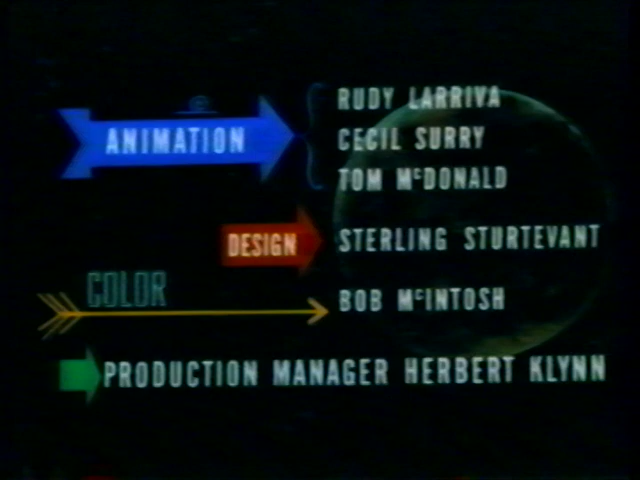 ANIMATION
RUDY LARRIVA
CECIL SURRY
TOM McDONALD
DESIGN
STERLING STURTEVANT
COLOR
BOB McINTOSH
PRODUCTION MANAGER HERBERT KLYNN